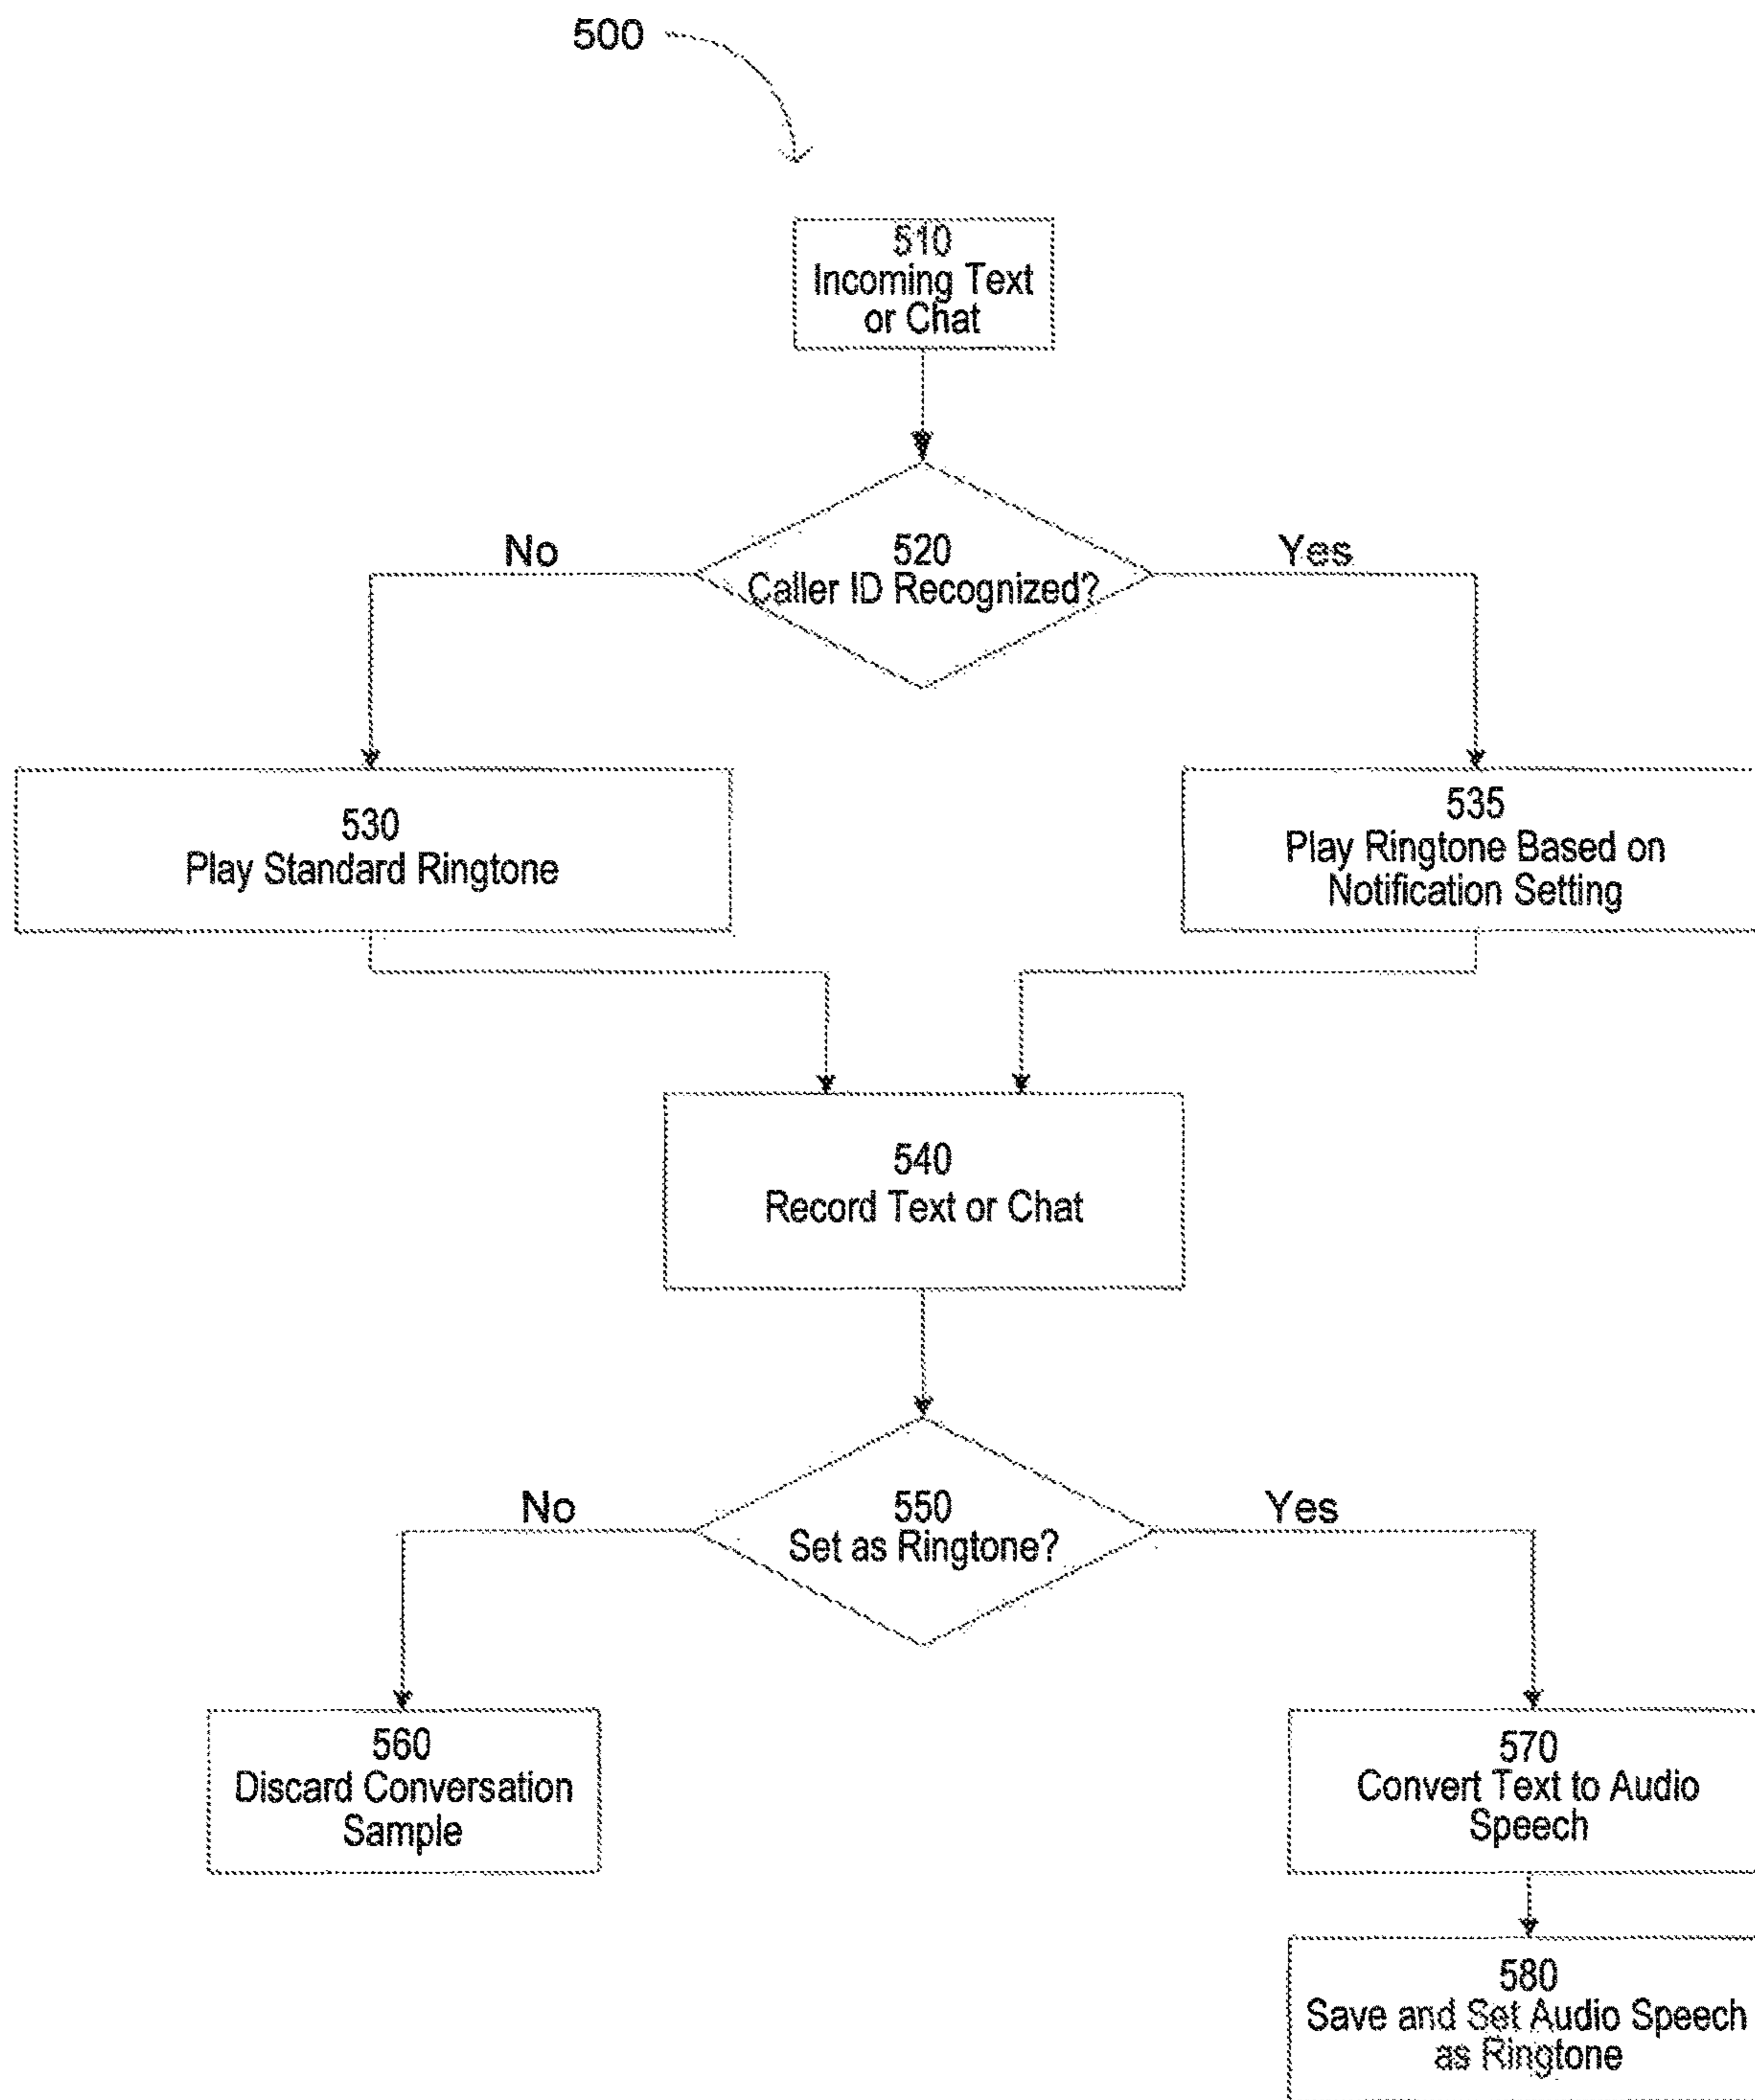 500
510
Incoming Text
or Chat
520
Caller ID Recognized?
No
Yes
530
Play Standard Ringtone
535
Play Ringtone Based on
Notification Setting
540
Record Text or Chat
550
Set as Ringtone?
No
Yes
560
Discard Conversation
Sample
570
Convert Text to Audio
Speech
580
Save and Set Audio Speech
as Ringtone